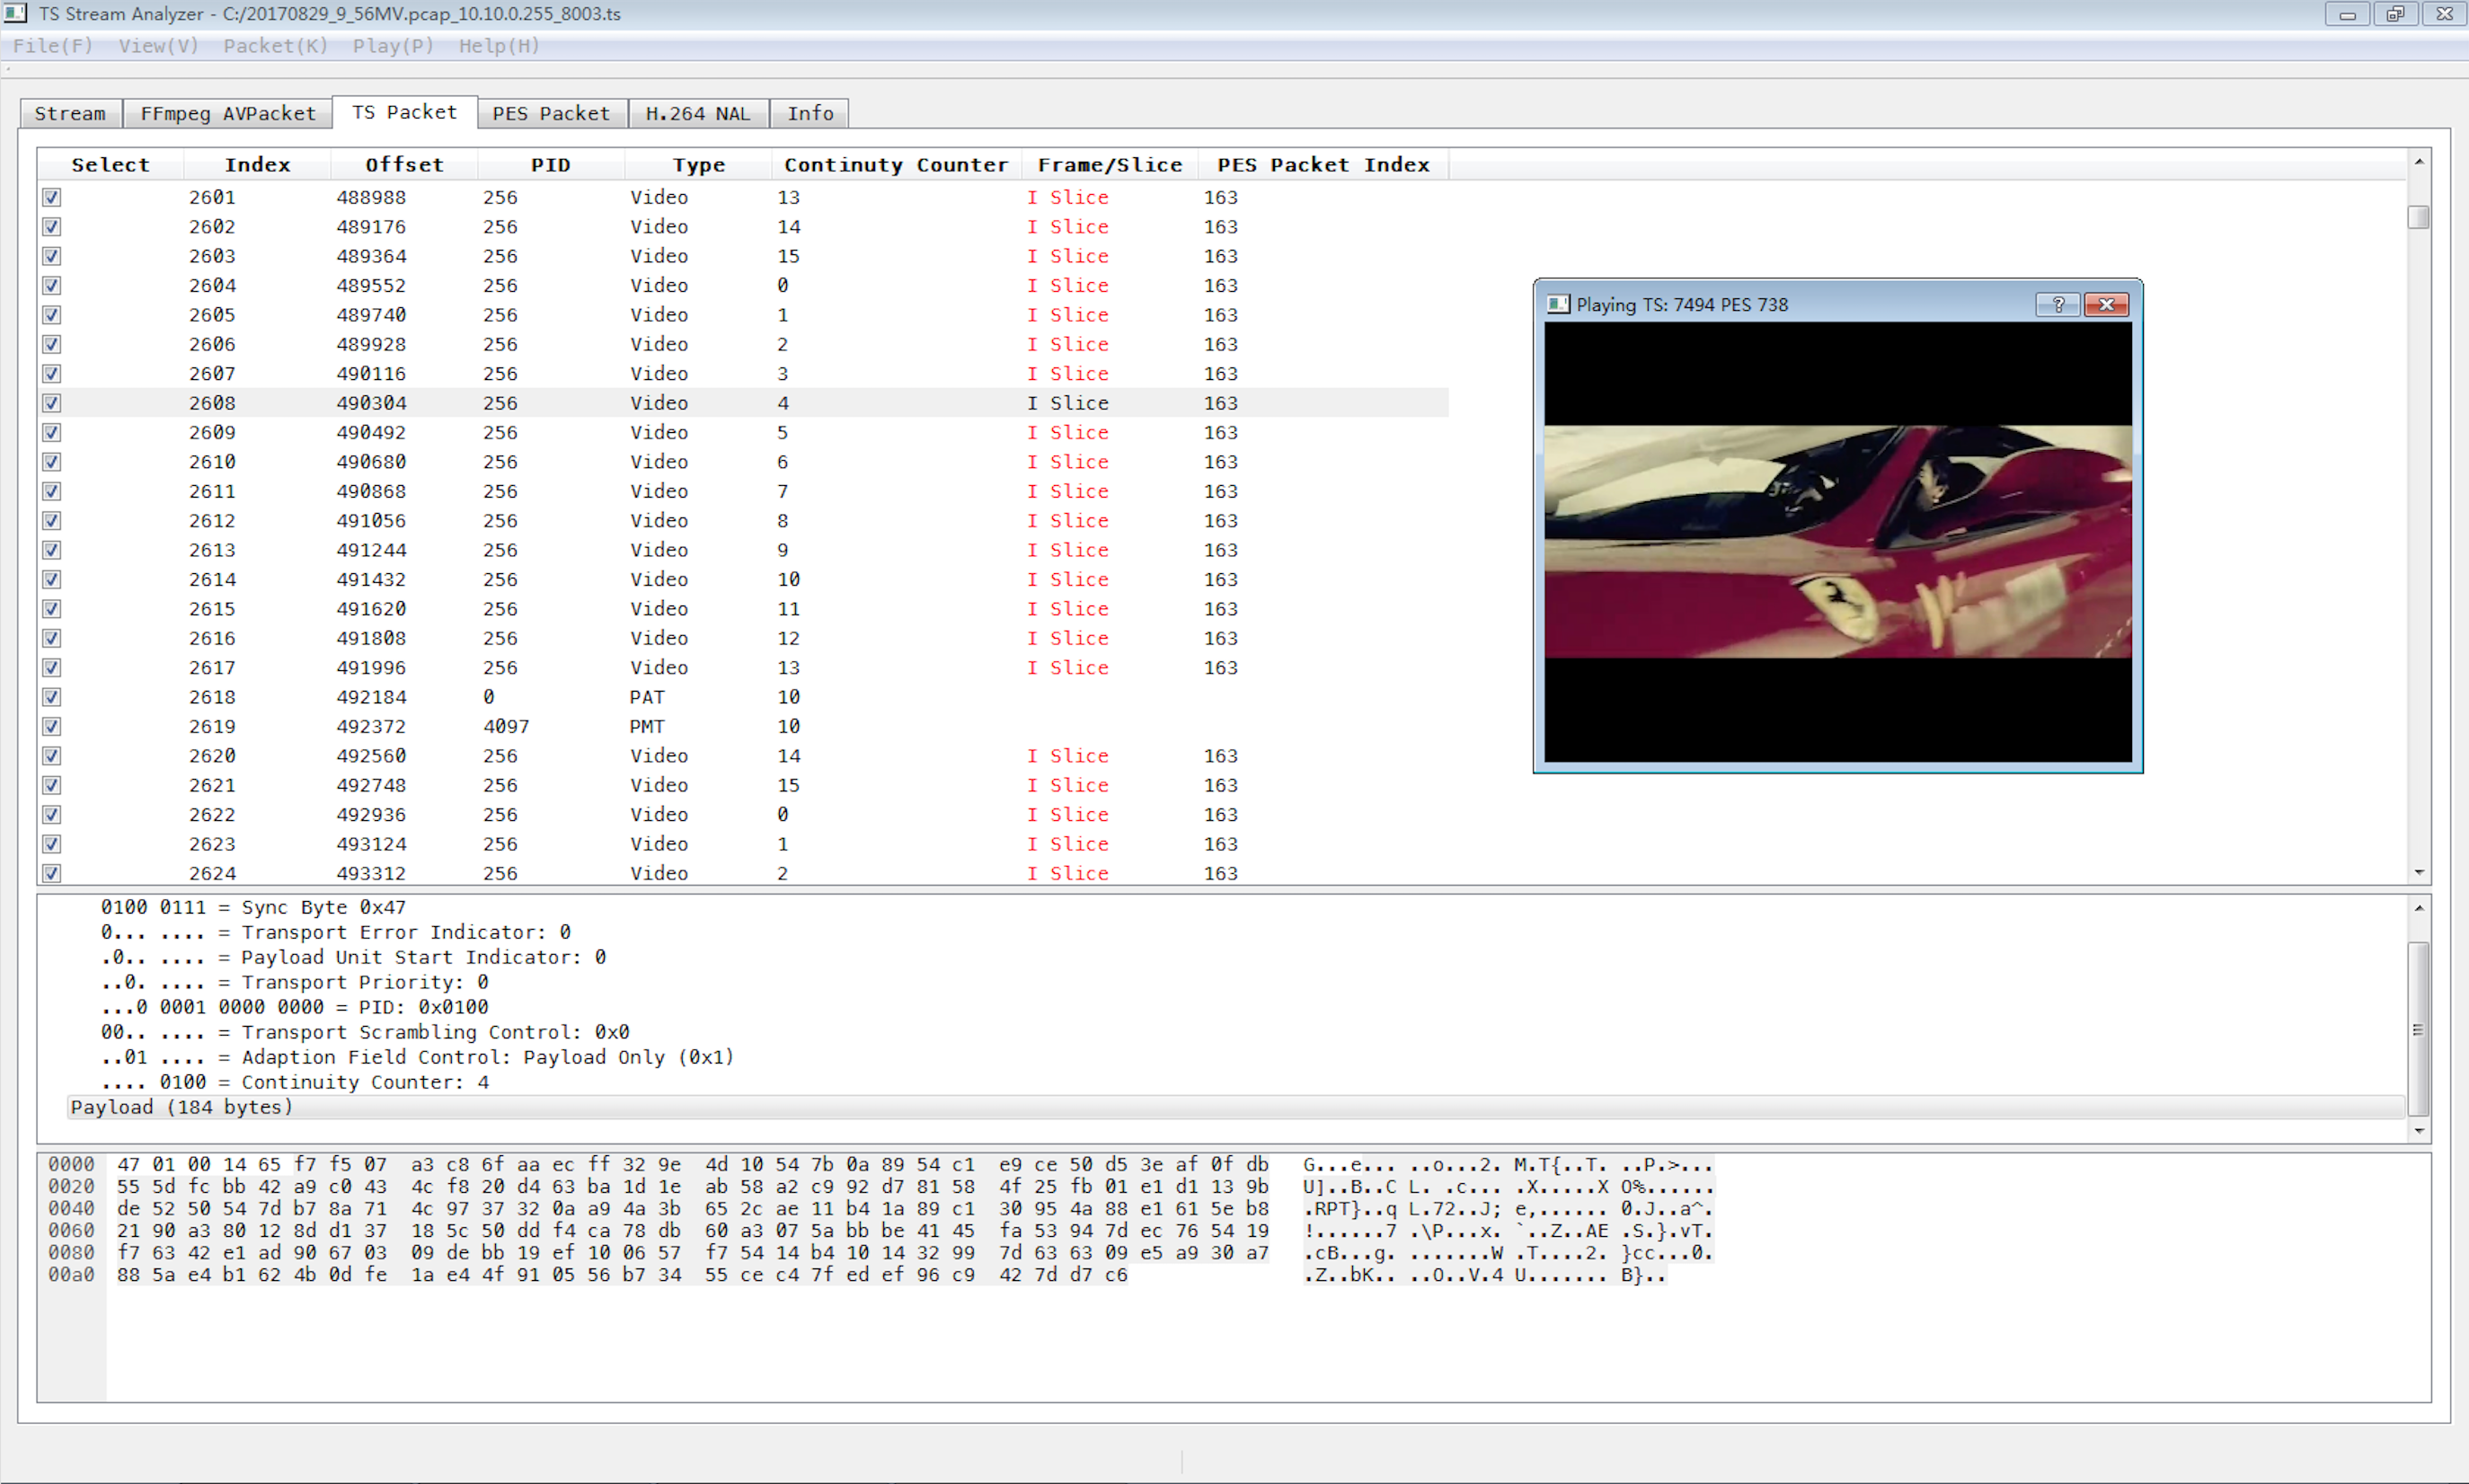 TS Stream Analyzer - C:/20170829_9_56MV.pcap_10.10.0.255_8003.ts
File(F) View(V) Packet(K) Play(P) Help(H)
Stream FFmpeg AVPacket TS Packet PES Packet H.264 NAL Info
Select Index Offset PID Type Continuty Counter Frame/Slice PES Packet Index
2601 488988 256 Video 13 I Slice 163
2602 489176 256 Video 14 I Slice 163
2603 489364 256 Video 15 I Slice 163
2604 489552 256 Video 0 I Slice 163
2605 489740 256 Video 1 I Slice 163
2606 489928 256 Video 2 I Slice 163
2607 490116 256 Video 3 I Slice 163
2608 490304 256 Video 4 I Slice 163
2609 490492 256 Video 5 I Slice 163
2610 490680 256 Video 6 I Slice 163
2611 490868 256 Video 7 I Slice 163
2612 491056 256 Video 8 I Slice 163
2613 491244 256 Video 9 I Slice 163
2614 491432 256 Video 10 I Slice 163
2615 491620 256 Video 11 I Slice 163
2616 491808 256 Video 12 I Slice 163
2617 491996 256 Video 13 I Slice 163
2618 492184 0 PAT 10
2619 492372 4097 PMT 10
2620 492560 256 Video 14 I Slice 163
2621 492748 256 Video 15 I Slice 163
2622 492936 256 Video 0 I Slice 163
2623 493124 256 Video 1 I Slice 163
2624 493312 256 Video 2 I Slice 163
Playing TS: 7494 PES 738
0100 0111 = Sync Byte 0x47
0... .... = Transport Error Indicator: 0
.0.. .... = Payload Unit Start Indicator: 0
..0. .... = Transport Priority: 0
...0 0001 0000 0000 = PID: 0x0100
00.. .... = Transport Scrambling Control: 0x0
..01 .... = Adaption Field Control: Payload Only (0x1)
.... 0100 = Continuity Counter: 4
Payload (184 bytes)
0000 47 01 00 14 65 f7 f5 07 a3 c8 6f aa ec ff 32 9e 4d 10 54 7b 0a 89 54 c1 e9 ce 50 d5 3e af 0f db G...e... ..o...2. M.T{..T. ..P.>...
0020 55 5d fc bb 42 a9 c0 43 4c f8 20 d4 63 ba 1d 1e ab 58 a2 c9 92 d7 81 58 4f 25 fb 01 e1 d1 13 9b U]..B..C L. .c... .X.....X O%......
0040 de 52 50 54 7d b7 8a 71 4c 97 37 32 0a a9 4a 3b 65 2c ae 11 b4 1a 89 c1 30 95 4a 88 e1 61 5e b8 .RPT}..q L.72..J; e,...... 0.J..a^.
0060 21 90 a3 80 12 8d d1 37 18 5c 50 dd f4 ca 78 db 60 a3 07 5a bb be 41 45 fa 53 94 7d ec 76 54 19 !......7 .\P...x. `..Z..AE .S.}.vT.
0080 f7 63 42 e1 ad 90 67 03 09 de bb 19 ef 10 06 57 f7 54 14 b4 10 14 32 99 7d 63 63 09 e5 a9 30 a7 .cB...g. .......W .T....2. }cc...0.
00a0 88 5a e4 b1 62 4b 0d fe 1a e4 4f 91 05 56 b7 34 55 ce c4 7f ed ef 96 c9 42 7d d7 c6 .Z..bK.. ..O..V.4 U....... B}..